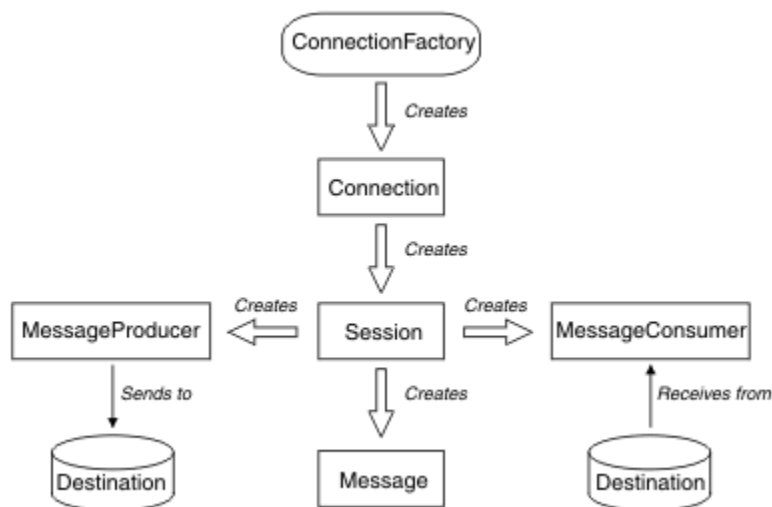 ConnectionFactory
Creates
Connection
Creates
Creates
Creates
MessageProducer
Session
MessageConsumer
Sends to
Creates
Receives from
Destination
Message
Destination